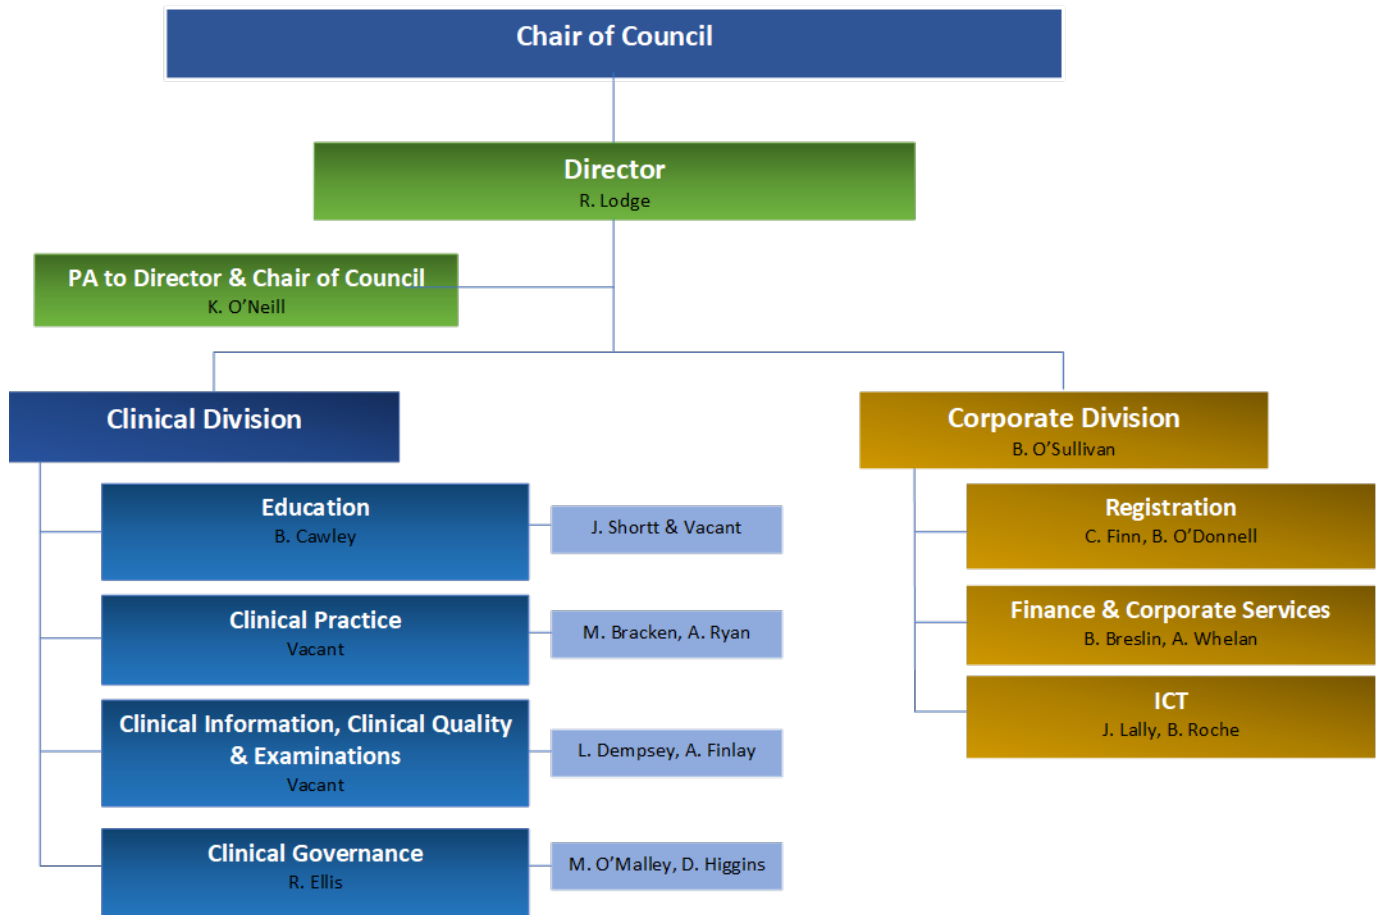 Chair of Council
Director
R. Lodge
PA to Director & Chair of Council
K. O’Neill
Clinical Division
Corporate Division
B. O’Sullivan
Education
B. Cawley
J. Shortt & Vacant
Clinical Practice
Vacant
M. Bracken, A. Ryan
Clinical Information, Clinical Quality
& Examinations
Vacant
L. Dempsey, A. Finlay
Clinical Governance
R. Ellis
M. O’Malley, D. Higgins
Registration
C. Finn, B. O’Donnell
Finance & Corporate Services
B. Breslin, A. Whelan
ICT
J. Lally, B. Roche